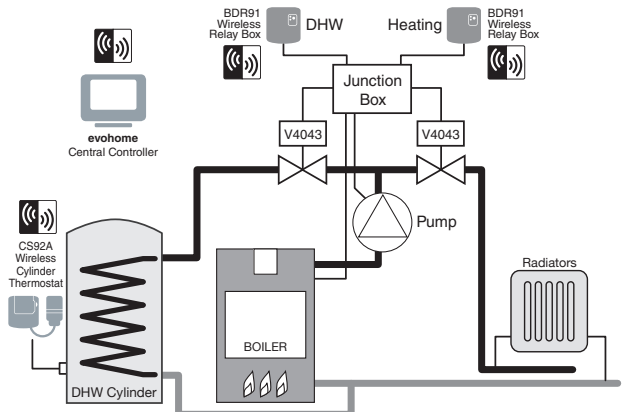 BDR91
Wireless
Relay Box
DHW
Heating
BDR91
Wireless
Relay Box
Junction
Box
evohome
Central Controller
V4043
V4043
CS92A
Wireless
Cylinder
Thermostat
Pump
Radiators
BOILER
DHW Cylinder